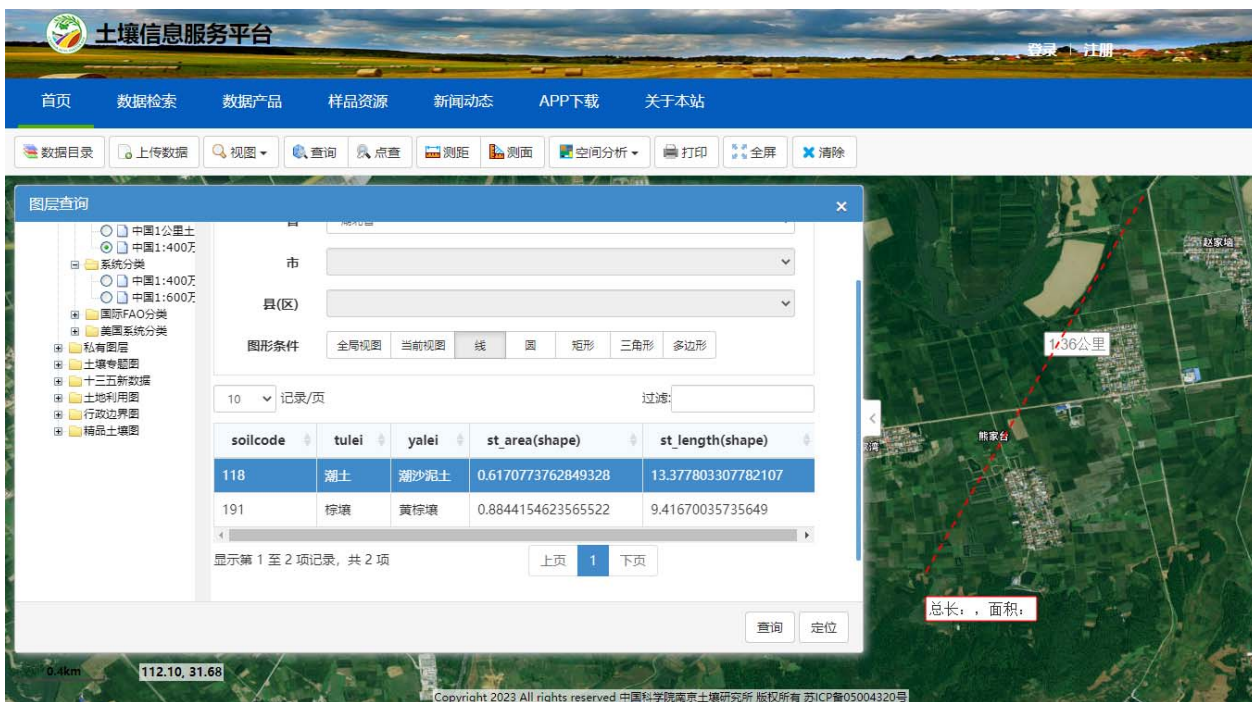 土壤信息服务平台
登录 | 注册
首页 数据检索 数据产品 样品资源 新闻动态 APP下载 关于本站
数据目录 上传数据 视图 查询 点查 测距 测面 空间分析 打印 全屏 清除
图层查询 ×
中国1公里土
中国1:400万
系统分类
中国1:400万
中国1:600万
国际FAO分类
美国系统分类
私有图层
土壤专题图
十三五新数据
土地利用图
行政边界图
精品土壤图
市
县(区)
图形条件 全局视图 当前视图 线 圆 矩形 三角形 多边形
10 记录/页 过滤:
soilcode tulei yalei st_area(shape) st_length(shape)
118 潮土 潮沙泥土 0.6170773762849328 13.377803307782107
191 棕壤 黄棕壤 0.8844154623565522 9.41670035735649
显示第 1 至 2 项记录, 共 2 项 上页 1 下页
查询 定位
赵家垴
1.36公里
熊家台
总长: , 面积:
0.4km 112.10, 31.68
Copyright 2023 All rights reserved 中国科学院南京土壤研究所 版权所有 苏ICP备05004320号